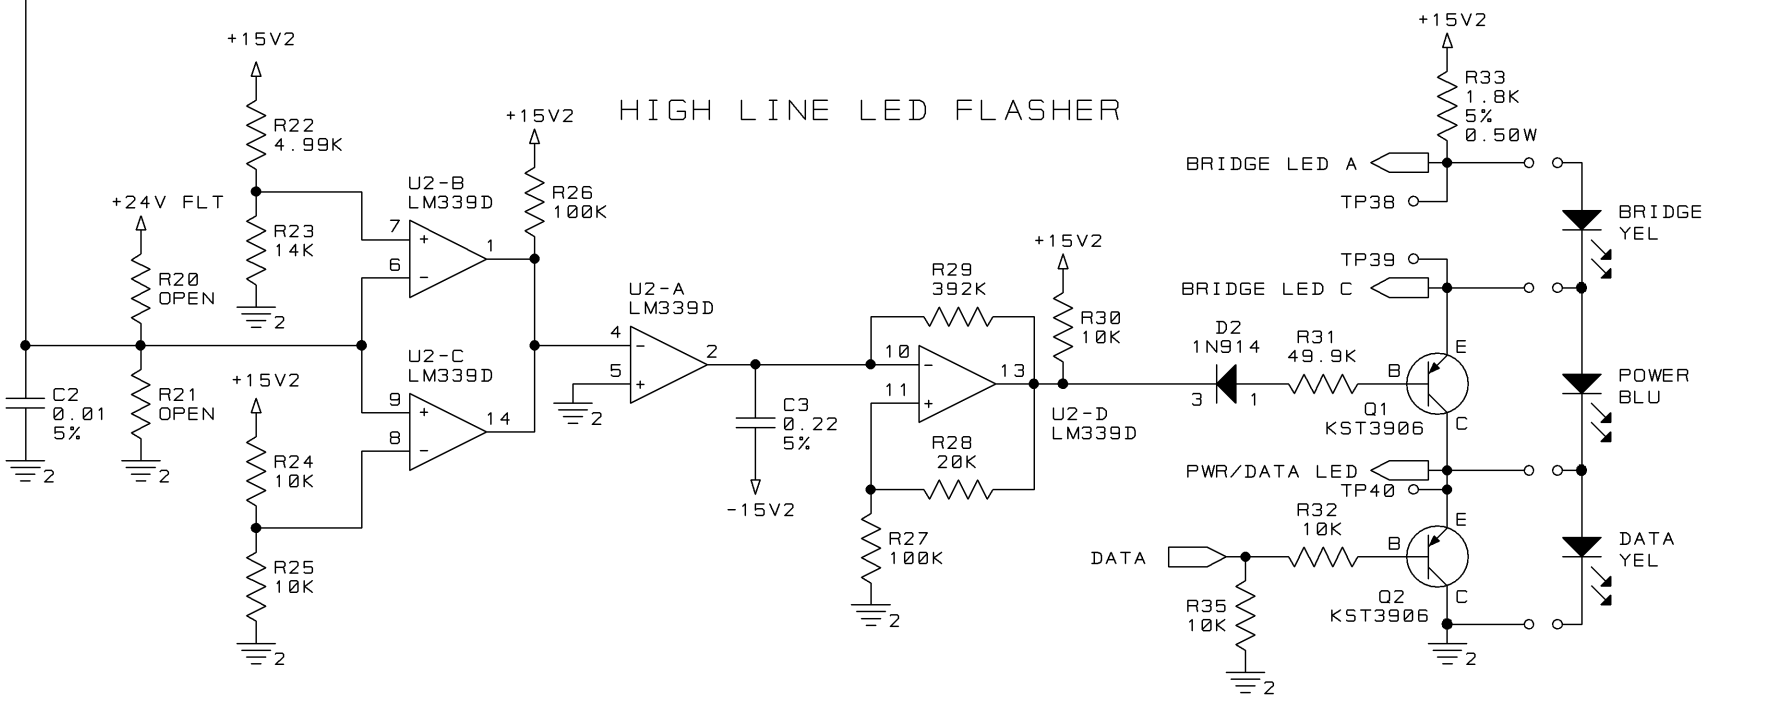 HIGH LINE LED FLASHER
+15V2
R22
4.99K
R23
14K
2
+24V FLT
R20
OPEN
R21
OPEN
2
C2
0.01
5%
2
+15V2
R24
10K
R25
10K
2
U2-B
LM339D
7
+
6
-
1
U2-C
LM339D
9
+
8
-
14
+15V2
R26
100K
U2-A
LM339D
4
-
5
+
2
2
C3
0.22
5%
-15V2
R29
392K
10
-
11
+
13
U2-D
LM339D
R28
20K
R27
100K
2
+15V2
R30
10K
D2
1N914
3
1
R31
49.9K
B
E
C
Q1
KST3906
+15V2
R33
1.8K
5%
0.50W
BRIDGE LED A
TP38
TP39
BRIDGE LED C
PWR/DATA LED
TP40
R32
10K
DATA
R35
10K
2
B
E
C
Q2
KST3906
2
BRIDGE
YEL
POWER
BLU
DATA
YEL